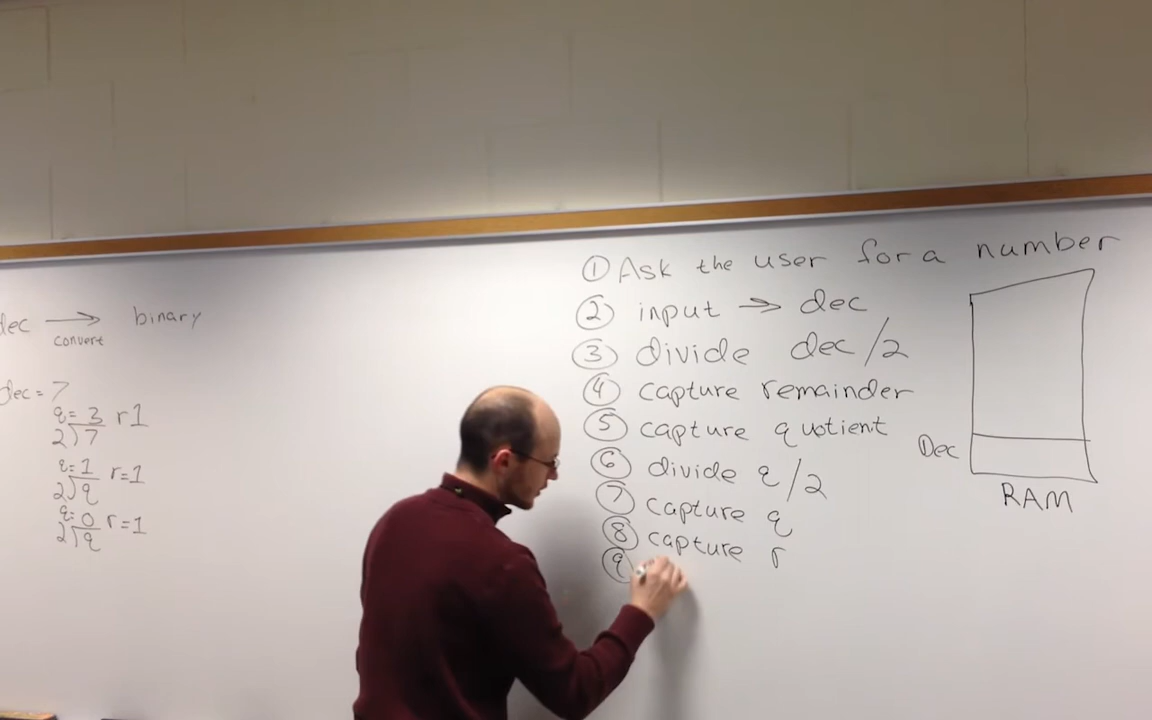 dec → binary
convert
dec = 7
q = 3 r1
2)7
q = 1 r=1
2)q
q = 0 r=1
2)q
① Ask the user for a number
② input → dec
③ divide dec/2
④ capture remainder
⑤ capture quotient
⑥ divide q/2
⑦ capture q
⑧ capture r
⑨
Dec
RAM